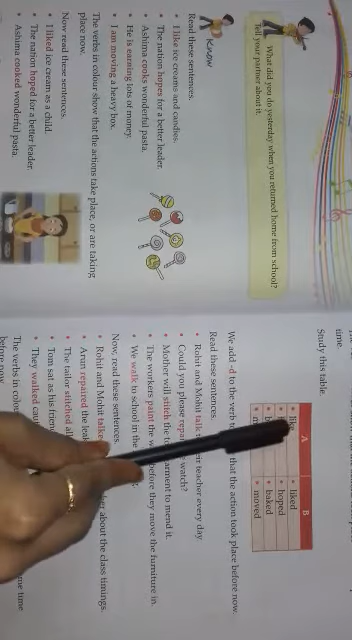 What did you do yesterday when you returned home from school?
Tell your partner about it.
KNOW
Read these sentences.
• I like ice creams and candies.
• The nation hopes for a better leader.
• Ashima cooks wonderful pasta.
• He is earning lots of money.
• I am moving a heavy box.
The verbs in colour show that the actions take place, or are taking
place now.
Now read these sentences.
• I liked ice cream as a child.
• The nation hoped for a better leader.
• Ashima cooked wonderful pasta.
time.
Study this table.
A B
• like • liked
• hoped
• baked
• moved
We add -d to the verb to that the action took place before now.
Read these sentences.
• Rohit and Mohit talk their teacher every day.
• Could you please repair watch?
• Mother will stitch the garment to mend it.
• The workers paint the before they move the furniture in.
• We walk to school in the
Now, read these sentences.
• Rohit and Mohit talked about the class timings.
• Arun repaired the
• The tailor stitched
• Tom sat as his
• They walked
The verbs in colour time
before now.